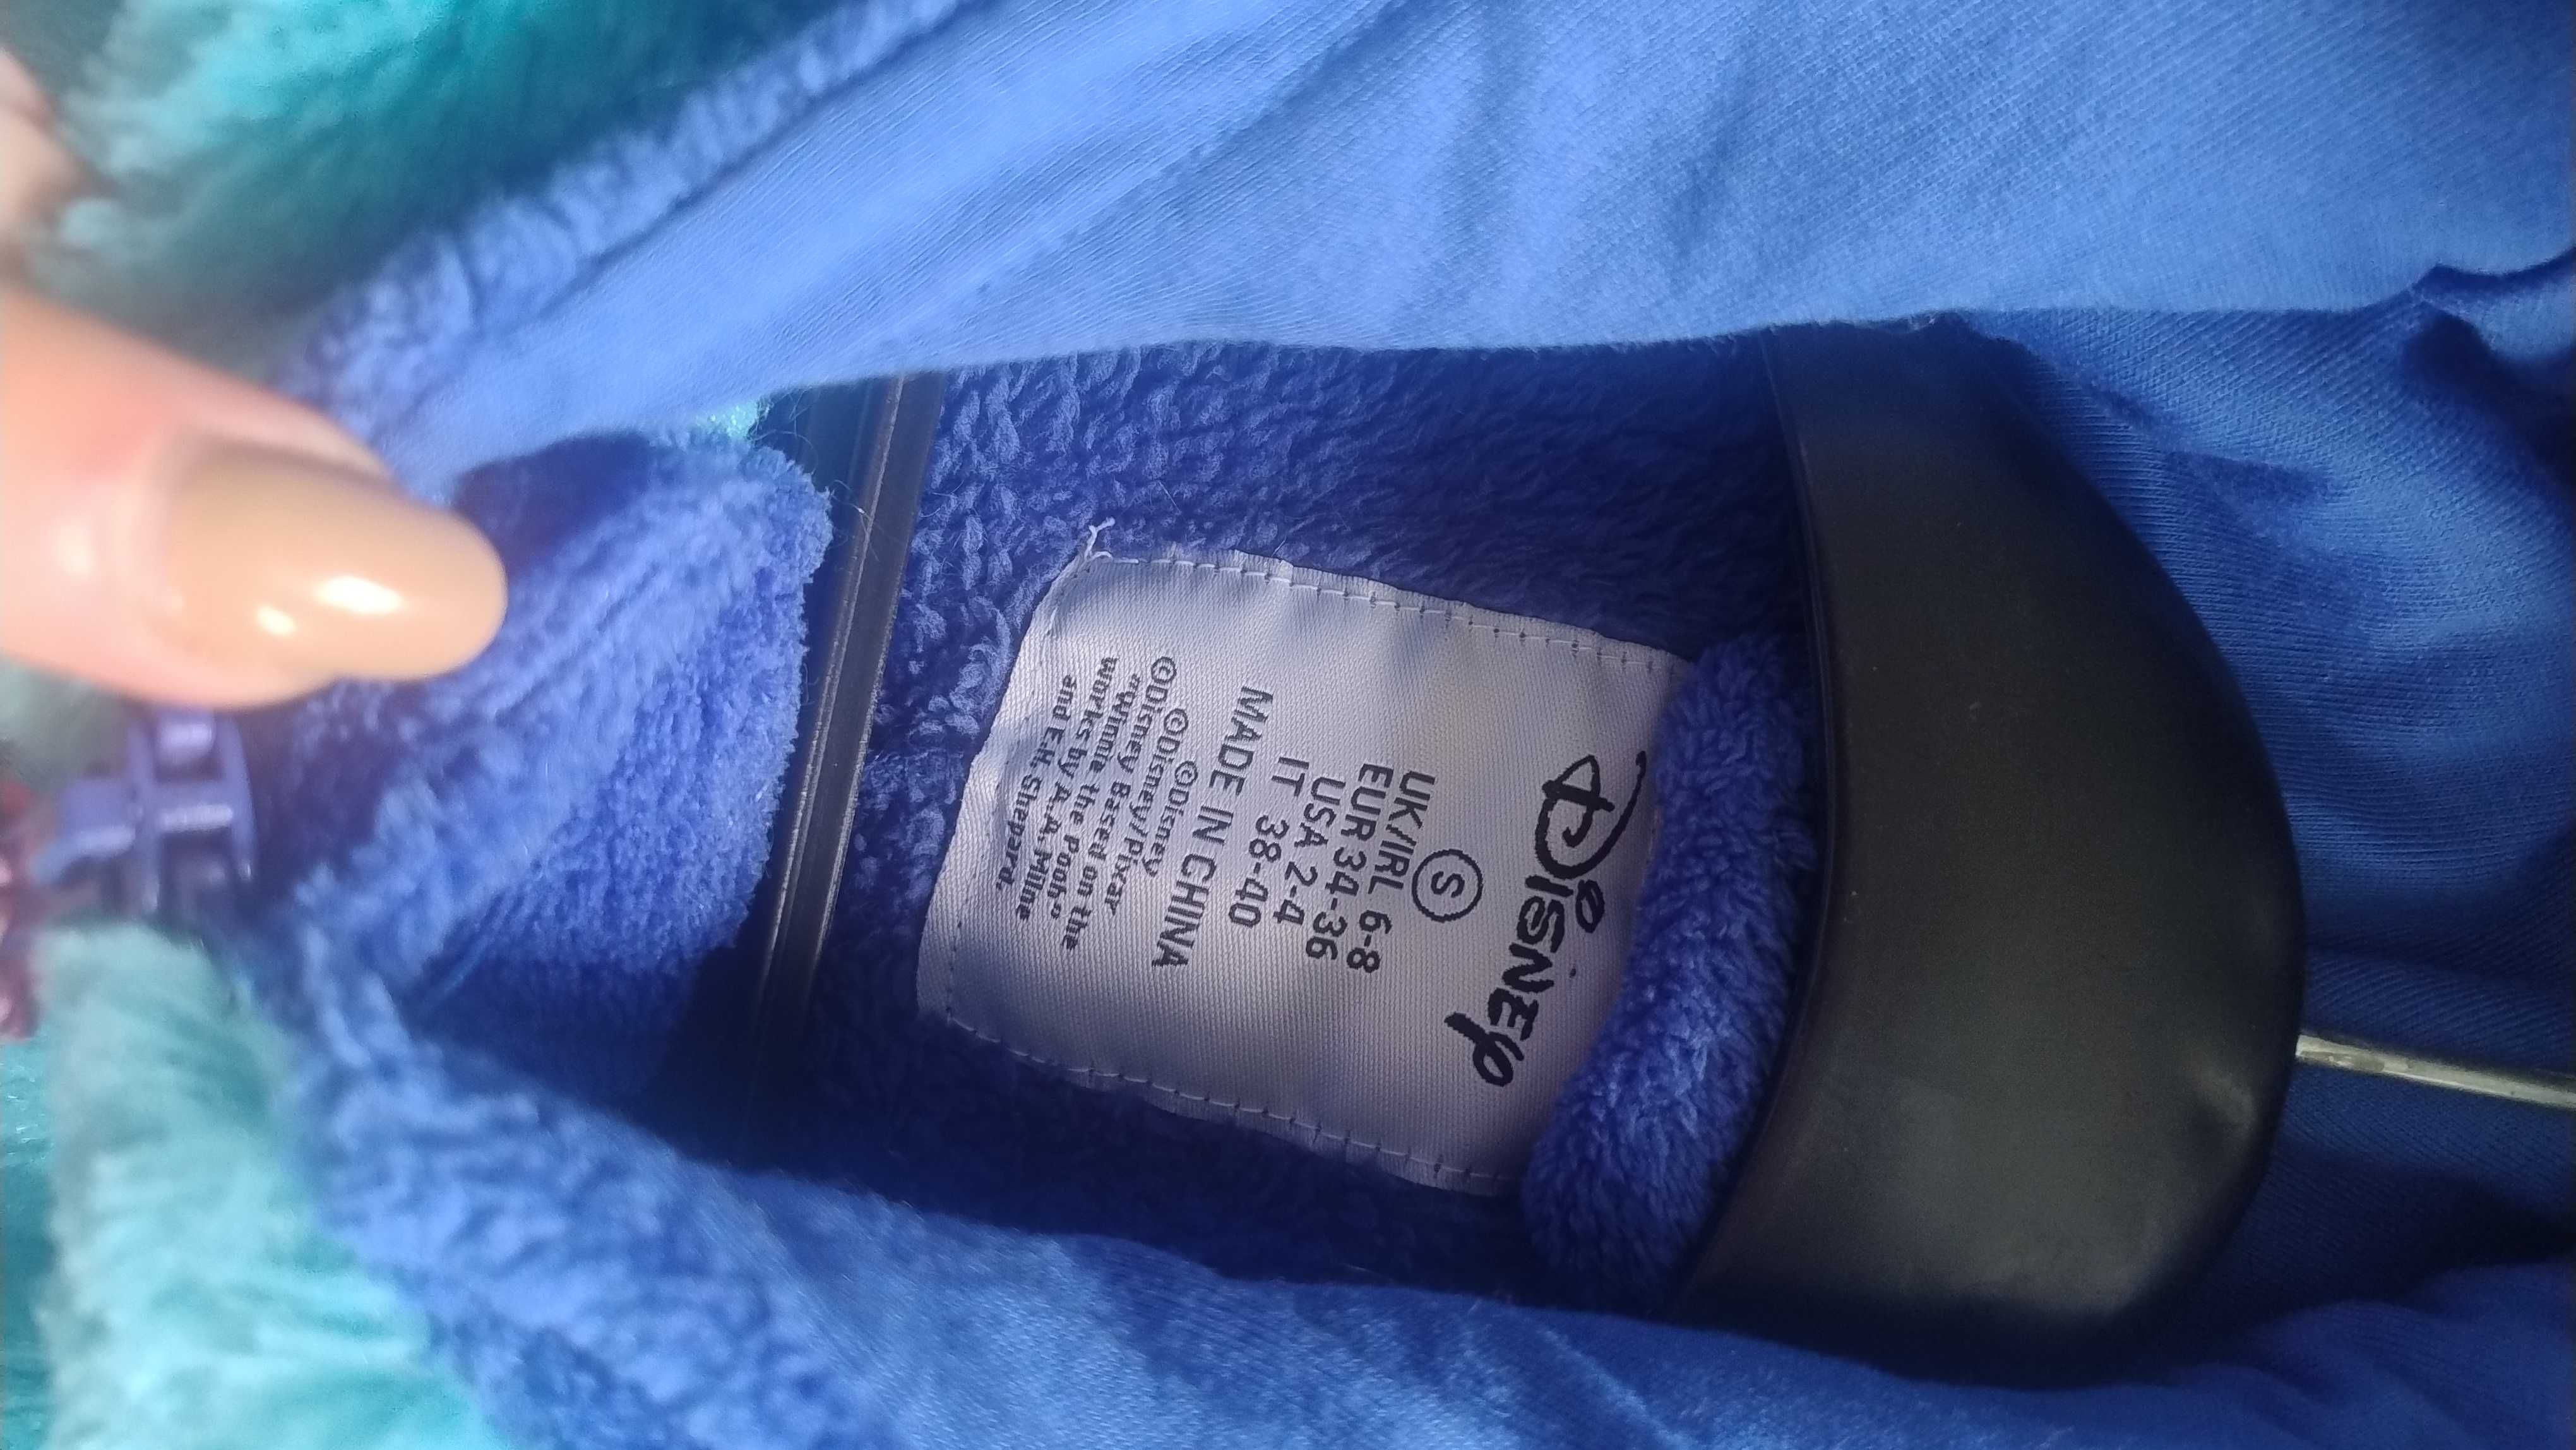 Disney
S
UK/IRL 6-8
EUR 34-36
USA 2-4
IT 38-40
MADE IN CHINA
©Disney
©Disney/Pixar
©Disney Based on the
"Winnie the Pooh"
works by A.A. Milne
and E.H. Shepard.